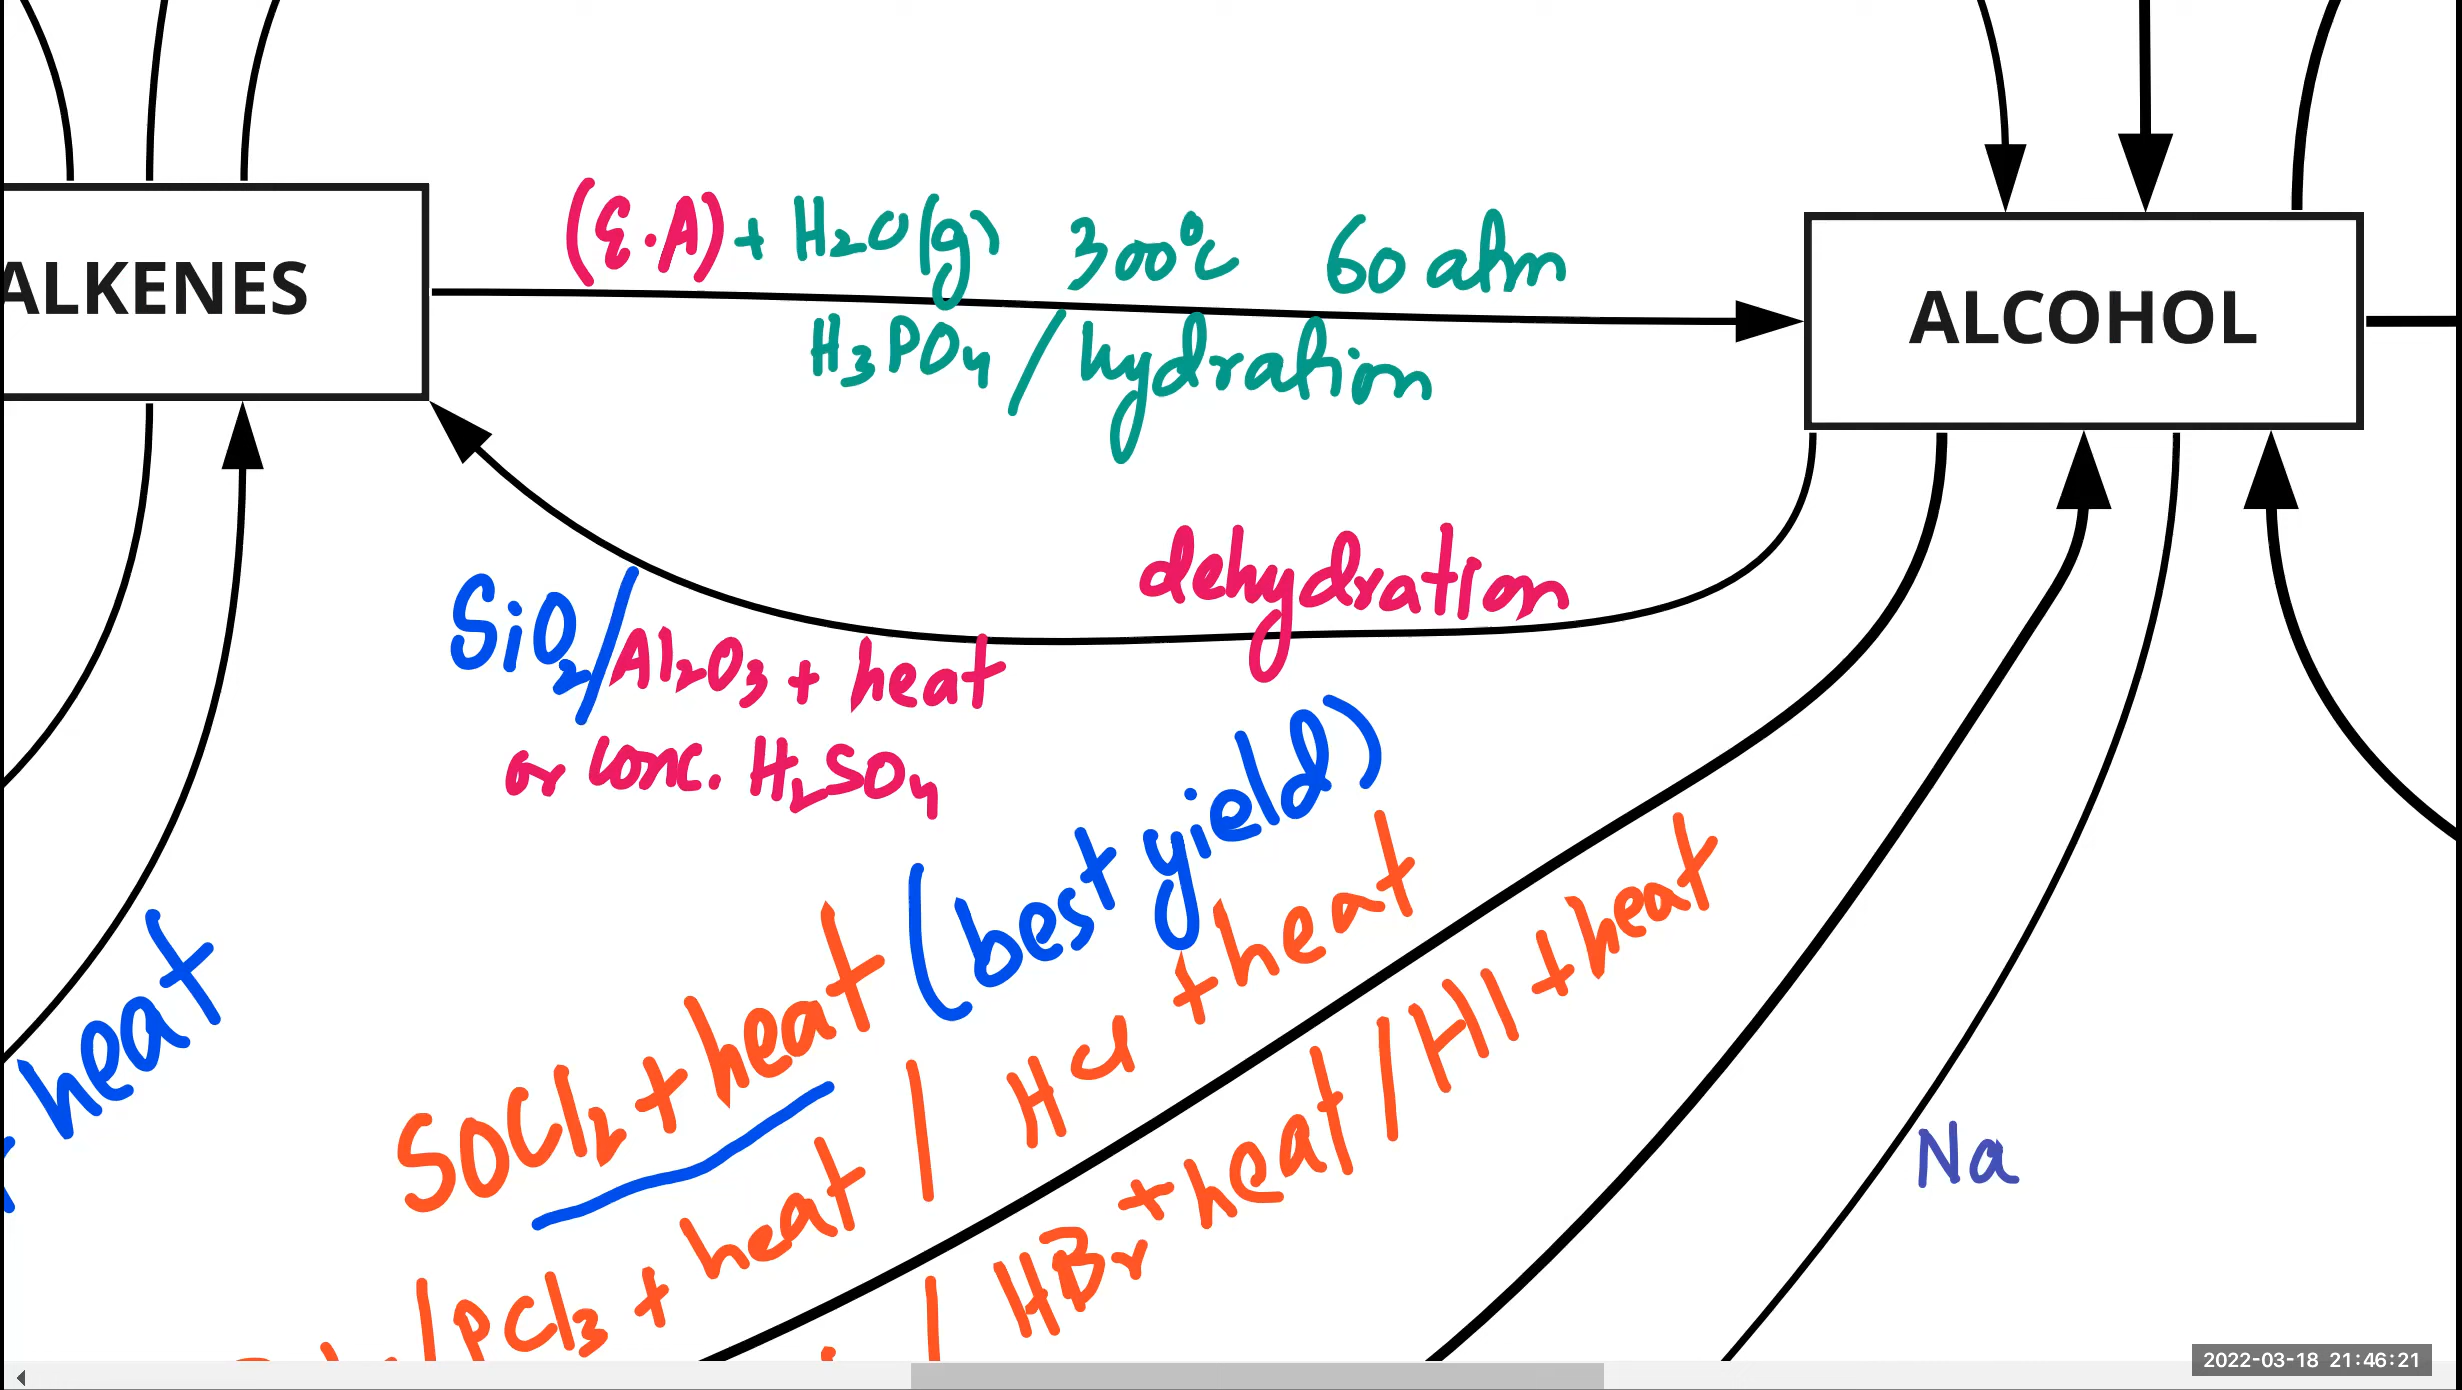 ALKENES
(E.A) + H2O(g) 300°C 60 atm
H3PO4 / hydration
ALCOHOL
dehydration
SiO2/Al2O3 + heat
or conc. H2SO4
SOCl2 + heat (best yield)
/PCl3 + heat / HCl + heat
/ HBr + heat / HI + heat
heat
Na
2022-03-18 21:46:21